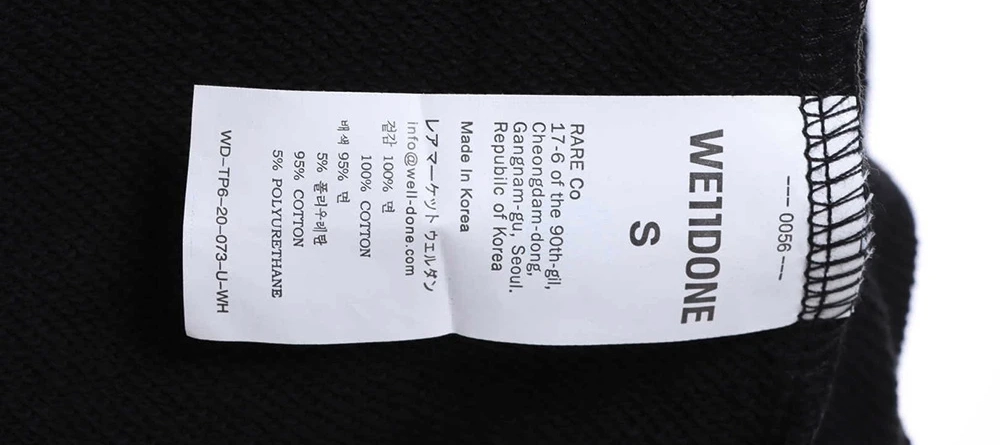 --- 0056 ---
WE11DONE
S
RARE Co
17-6 of the 90th-gil,
Cheongdam-dong,
Gangnam-gu, Seoul.
Republic of Korea
Made In Korea
レアマーケット ウェルダン
info@well-done.com
겉감 100% 면
100% COTTON
배색 95% 면
5% 폴리우레탄
95% COTTON
5% POLYURETHANE
WD-TP6-20-073-U-WH